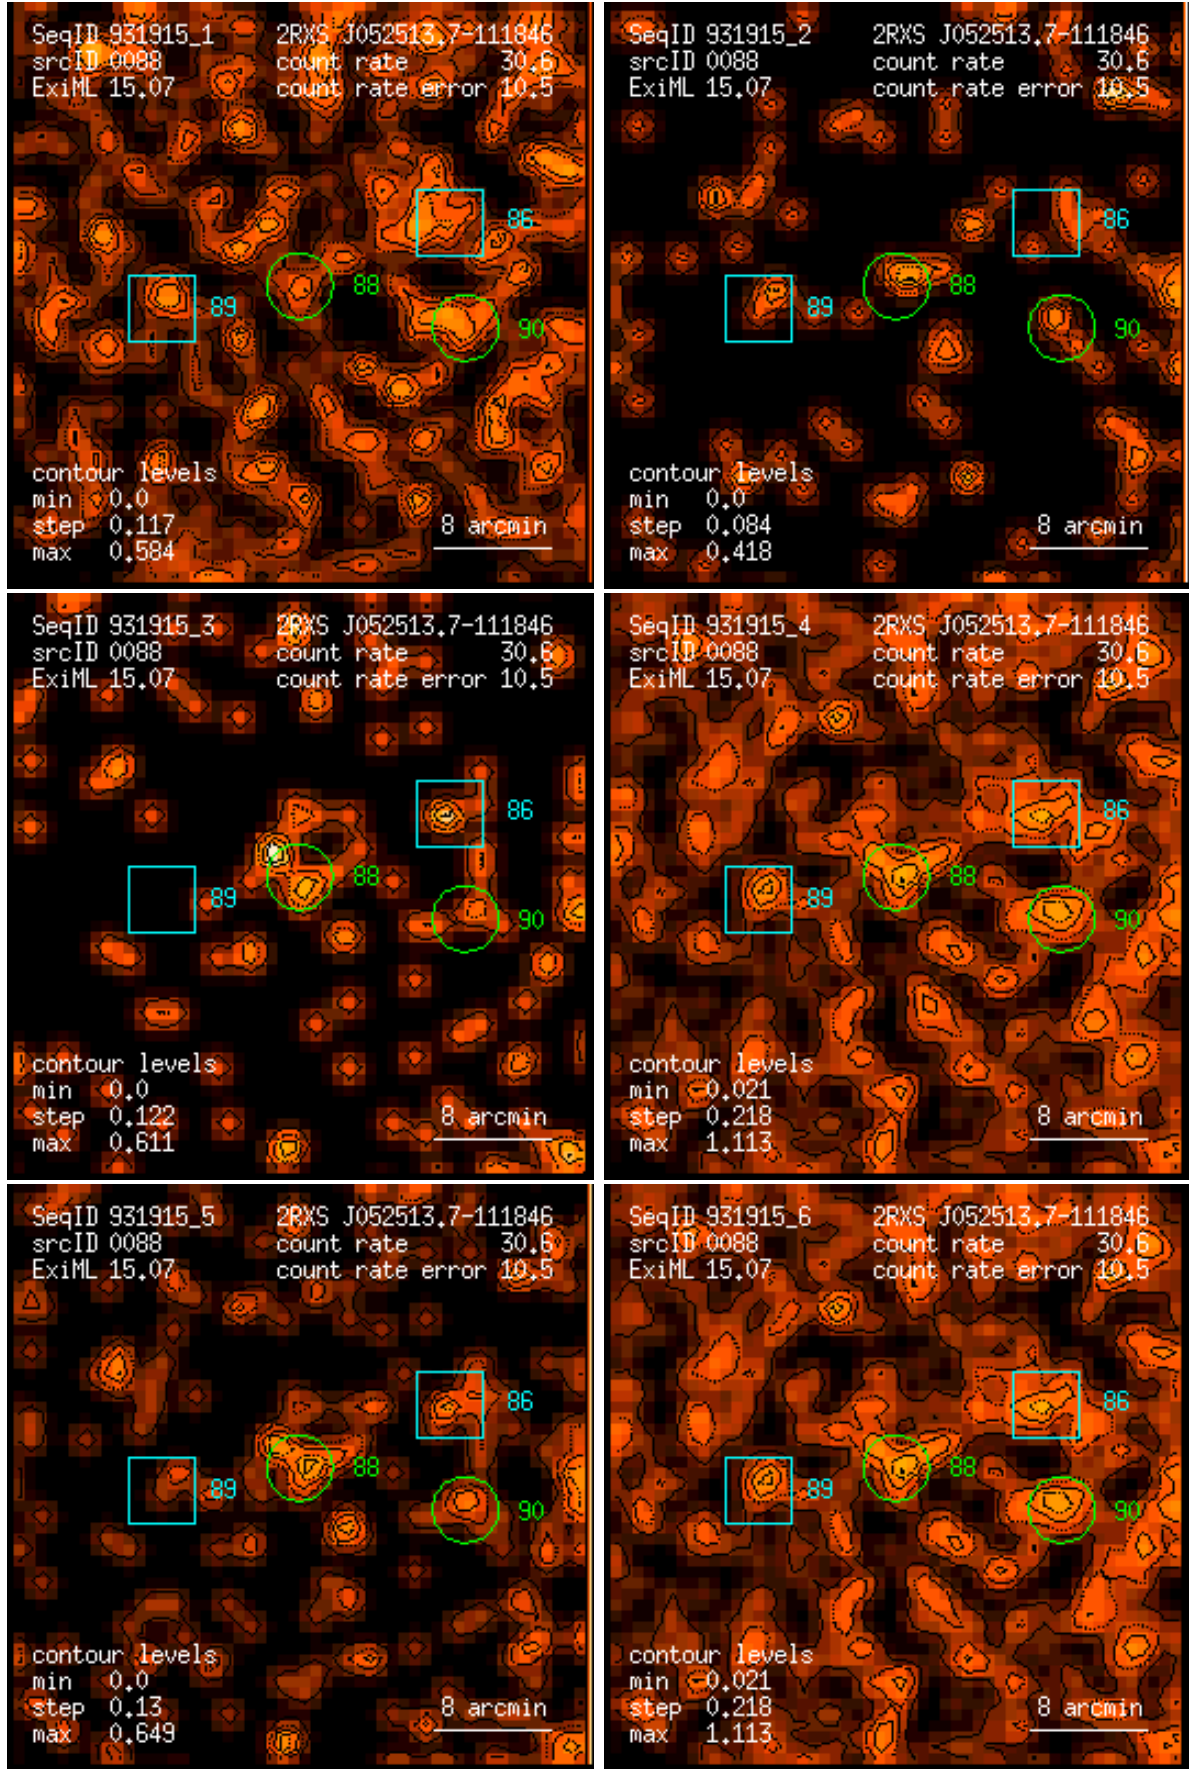 SeqID 931915_1 2RXS J052513.7-111846
srcID 0088 count rate 30.6
ExiML 15.07 count rate error 10.5
86
88
89
90
contour levels
min 0.0
step 0.117 8 arcmin
max 0.584
SeqID 931915_2 2RXS J052513.7-111846
srcID 0088 count rate 30.6
ExiML 15.07 count rate error 10.5
86
88
89
90
contour levels
min 0.0
step 0.084 8 arcmin
max 0.418
SeqID 931915_3 2RXS J052513.7-111846
srcID 0088 count rate 30.6
ExiML 15.07 count rate error 10.5
86
88
89
90
contour levels
min 0.0
step 0.122 8 arcmin
max 0.611
SeqID 931915_4 2RXS J052513.7-111846
srcID 0088 count rate 30.6
ExiML 15.07 count rate error 10.5
86
88
89
90
contour levels
min 0.021
step 0.218 8 arcmin
max 1.113
SeqID 931915_5 2RXS J052513.7-111846
srcID 0088 count rate 30.6
ExiML 15.07 count rate error 10.5
86
88
89
90
contour levels
min 0.0
step 0.13 8 arcmin
max 0.649
SeqID 931915_6 2RXS J052513.7-111846
srcID 0088 count rate 30.6
ExiML 15.07 count rate error 10.5
86
88
89
90
contour levels
min 0.021
step 0.218 8 arcmin
max 1.113